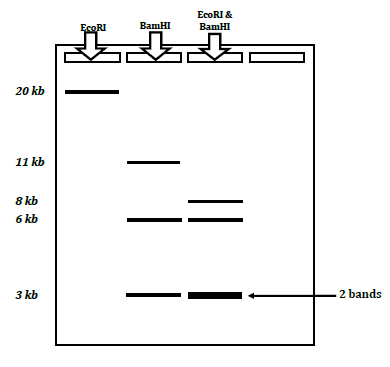 EcoRI
BamHI
EcoRI &
BamHI
20 kb
11 kb
8 kb
6 kb
3 kb
2 bands